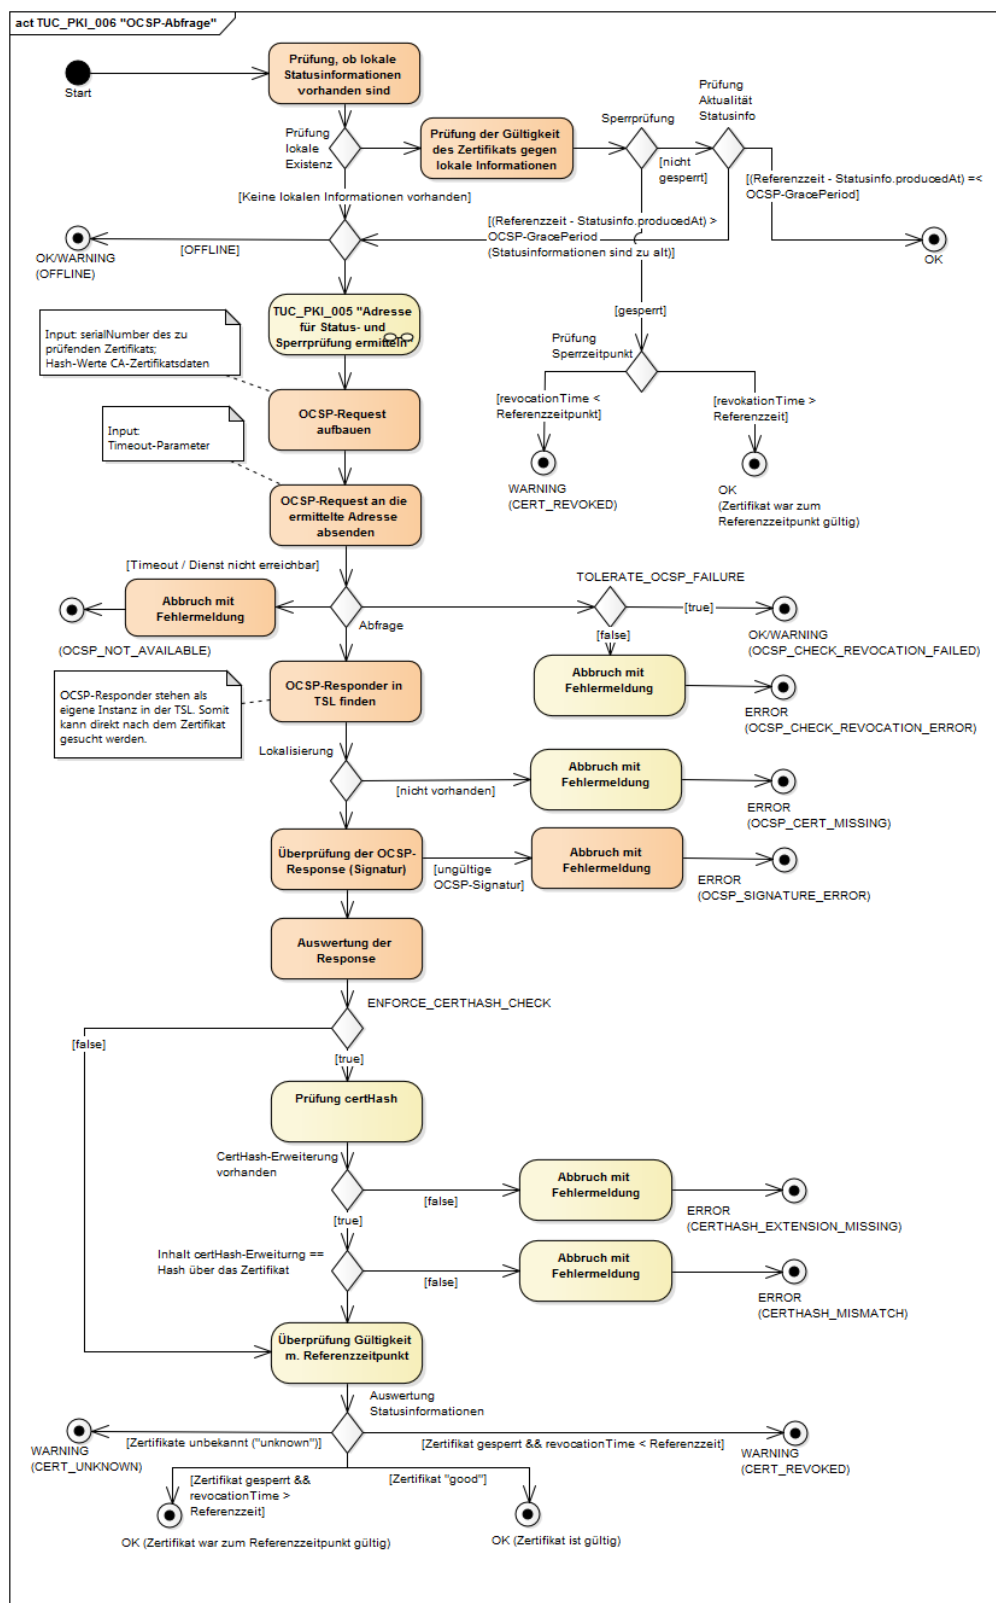 act TUC_PKI_006 "OCSP-Abfrage"
Start
Prüfung, ob lokale
Statusinformationen
vorhanden sind
Prüfung
lokale
Existenz
Prüfung der Gültigkeit
des Zertifikats gegen
lokale Informationen
Sperrprüfung
Prüfung
Aktualität
Statusinfo
[nicht
gesperrt]
[(Referenzzeit - Statusinfo.producedAt) =<
OCSP-GracePeriod]
[Keine lokalen Informationen vorhanden]
[(Referenzzeit - Statusinfo.producedAt) >
OCSP-GracePeriod
(Statusinformationen sind zu alt)]
[OFFLINE]
OK/WARNING
(OFFLINE)
OK
TUC_PKI_005 "Adresse
für Status- und
Sperrprüfung ermitteln
[gesperrt]
Input: serialNumber des zu
prüfenden Zertifikats;
Hash-Werte CA-Zertifikatsdaten
Prüfung
Sperrzeitpunkt
OCSP-Request
aufbauen
[revocationTime <
Referenzzeitpunkt]
[revokationTime >
Referenzzeit]
Input:
Timeout-Parameter
WARNING
(CERT_REVOKED)
OK
(Zertifikat war zum
Referenzzeitpunkt gültig)
OCSP-Request an die
ermittelte Adresse
absenden
[Timeout / Dienst nicht erreichbar]
TOLERATE_OCSP_FAILURE
Abbruch mit
Fehlermeldung
(OCSP_NOT_AVAILABLE)
Abfrage
[true]
[false]
OK/WARNING
(OCSP_CHECK_REVOCATION_FAILED)
Abbruch mit
Fehlermeldung
ERROR
(OCSP_CHECK_REVOCATION_ERROR)
OCSP-Responder in
TSL finden
OCSP-Responder stehen als
eigene Instanz in der TSL. Somit
kann direkt nach dem Zertifikat
gesucht werden.
Lokalisierung
[nicht vorhanden]
Abbruch mit
Fehlermeldung
ERROR
(OCSP_CERT_MISSING)
Überprüfung der OCSP-
Response (Signatur)
[ungültige
OCSP-Signatur]
Abbruch mit
Fehlermeldung
ERROR
(OCSP_SIGNATURE_ERROR)
Auswertung der
Response
ENFORCE_CERTHASH_CHECK
[false]
[true]
Prüfung certHash
CertHash-Erweiterung
vorhanden
[false]
Abbruch mit
Fehlermeldung
ERROR
(CERTHASH_EXTENSION_MISSING)
[true]
Inhalt certHash-Erweiturng ==
Hash über das Zertifikat
[false]
Abbruch mit
Fehlermeldung
ERROR
(CERTHASH_MISMATCH)
Überprüfung Gültigkeit
m. Referenzzeitpunkt
Auswertung
Statusinformationen
[Zertifikate unbekannt ("unknown")]
WARNING
(CERT_UNKNOWN)
[Zertifikat gesperrt && revocationTime < Referenzzeit]
WARNING
(CERT_REVOKED)
[Zertifikat gesperrt &&
revocationTime >
Referenzzeit]
[Zertifikat "good"]
OK (Zertifikat war zum Referenzzeitpunkt gültig)
OK (Zertifikat ist gültig)